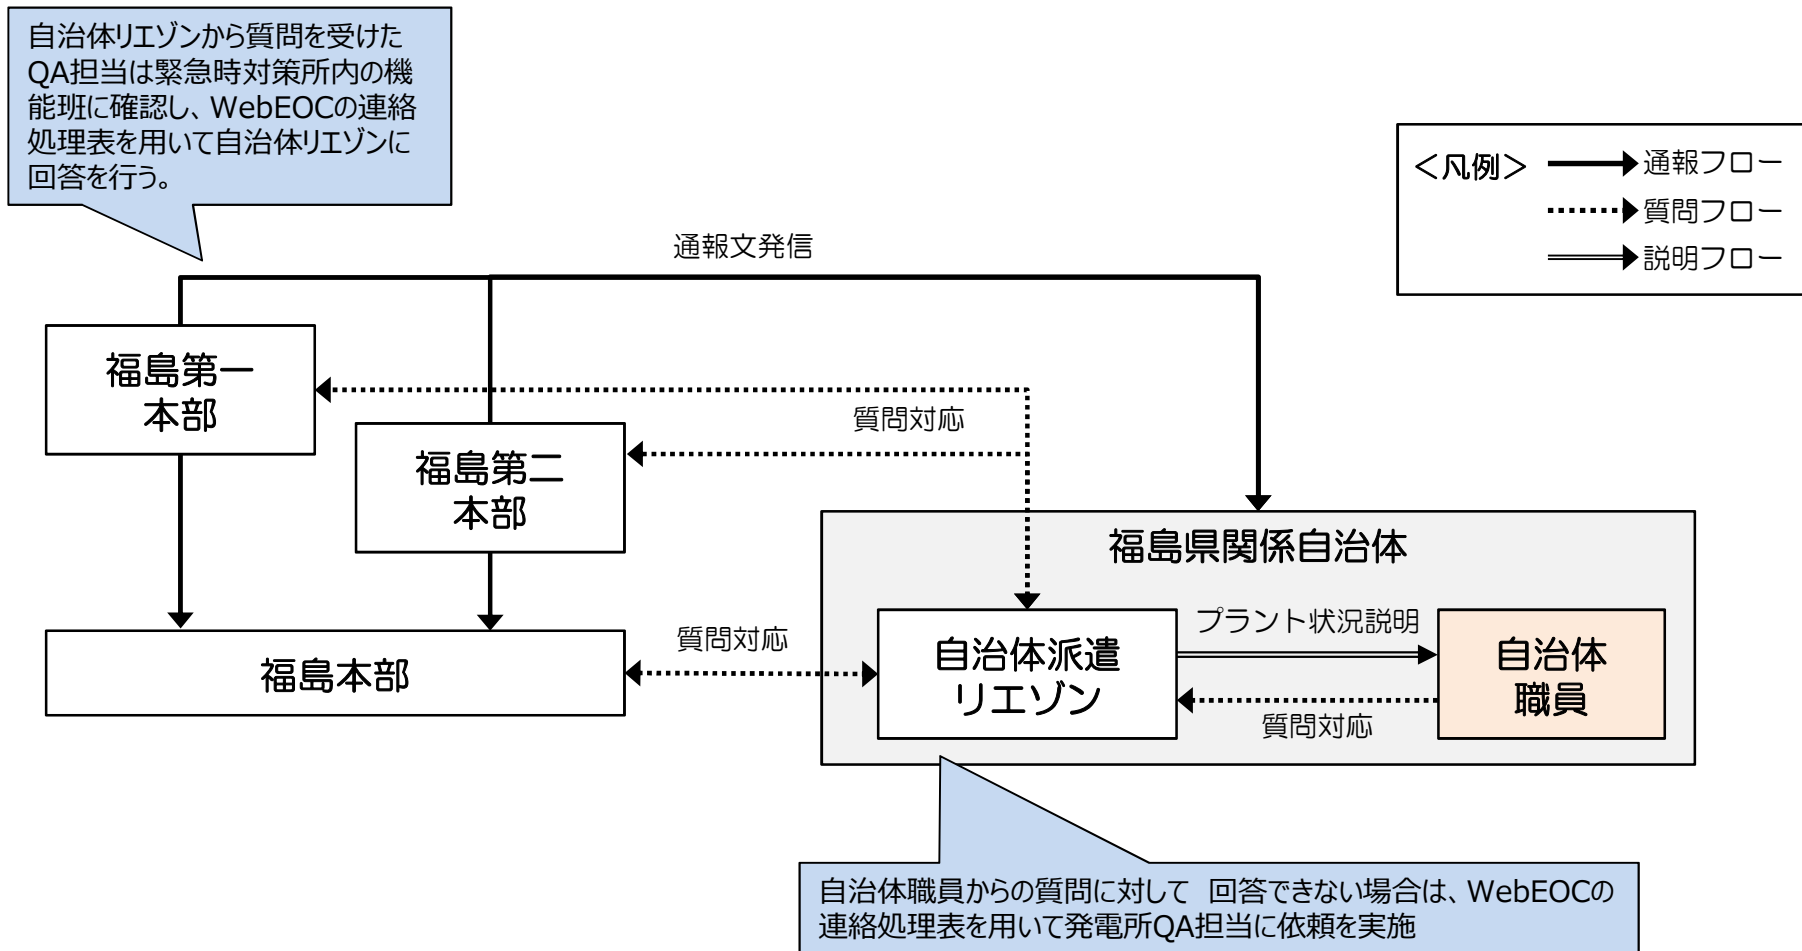 自治体リエゾンから質問を受けた
QA担当は緊急時対策所内の機
能班に確認し、WebEOCの連絡
処理表を用いて自治体リエゾンに
回答を行う。
＜凡例＞
通報フロー
質問フロー
説明フロー
通報文発信
福島第一
本部
質問対応
福島第二
本部
福島県関係自治体
福島本部
質問対応
自治体派遣
リエゾン
プラント状況説明
質問対応
自治体
職員
自治体職員からの質問に対して　回答できない場合は、WebEOCの
連絡処理表を用いて発電所QA担当に依頼を実施